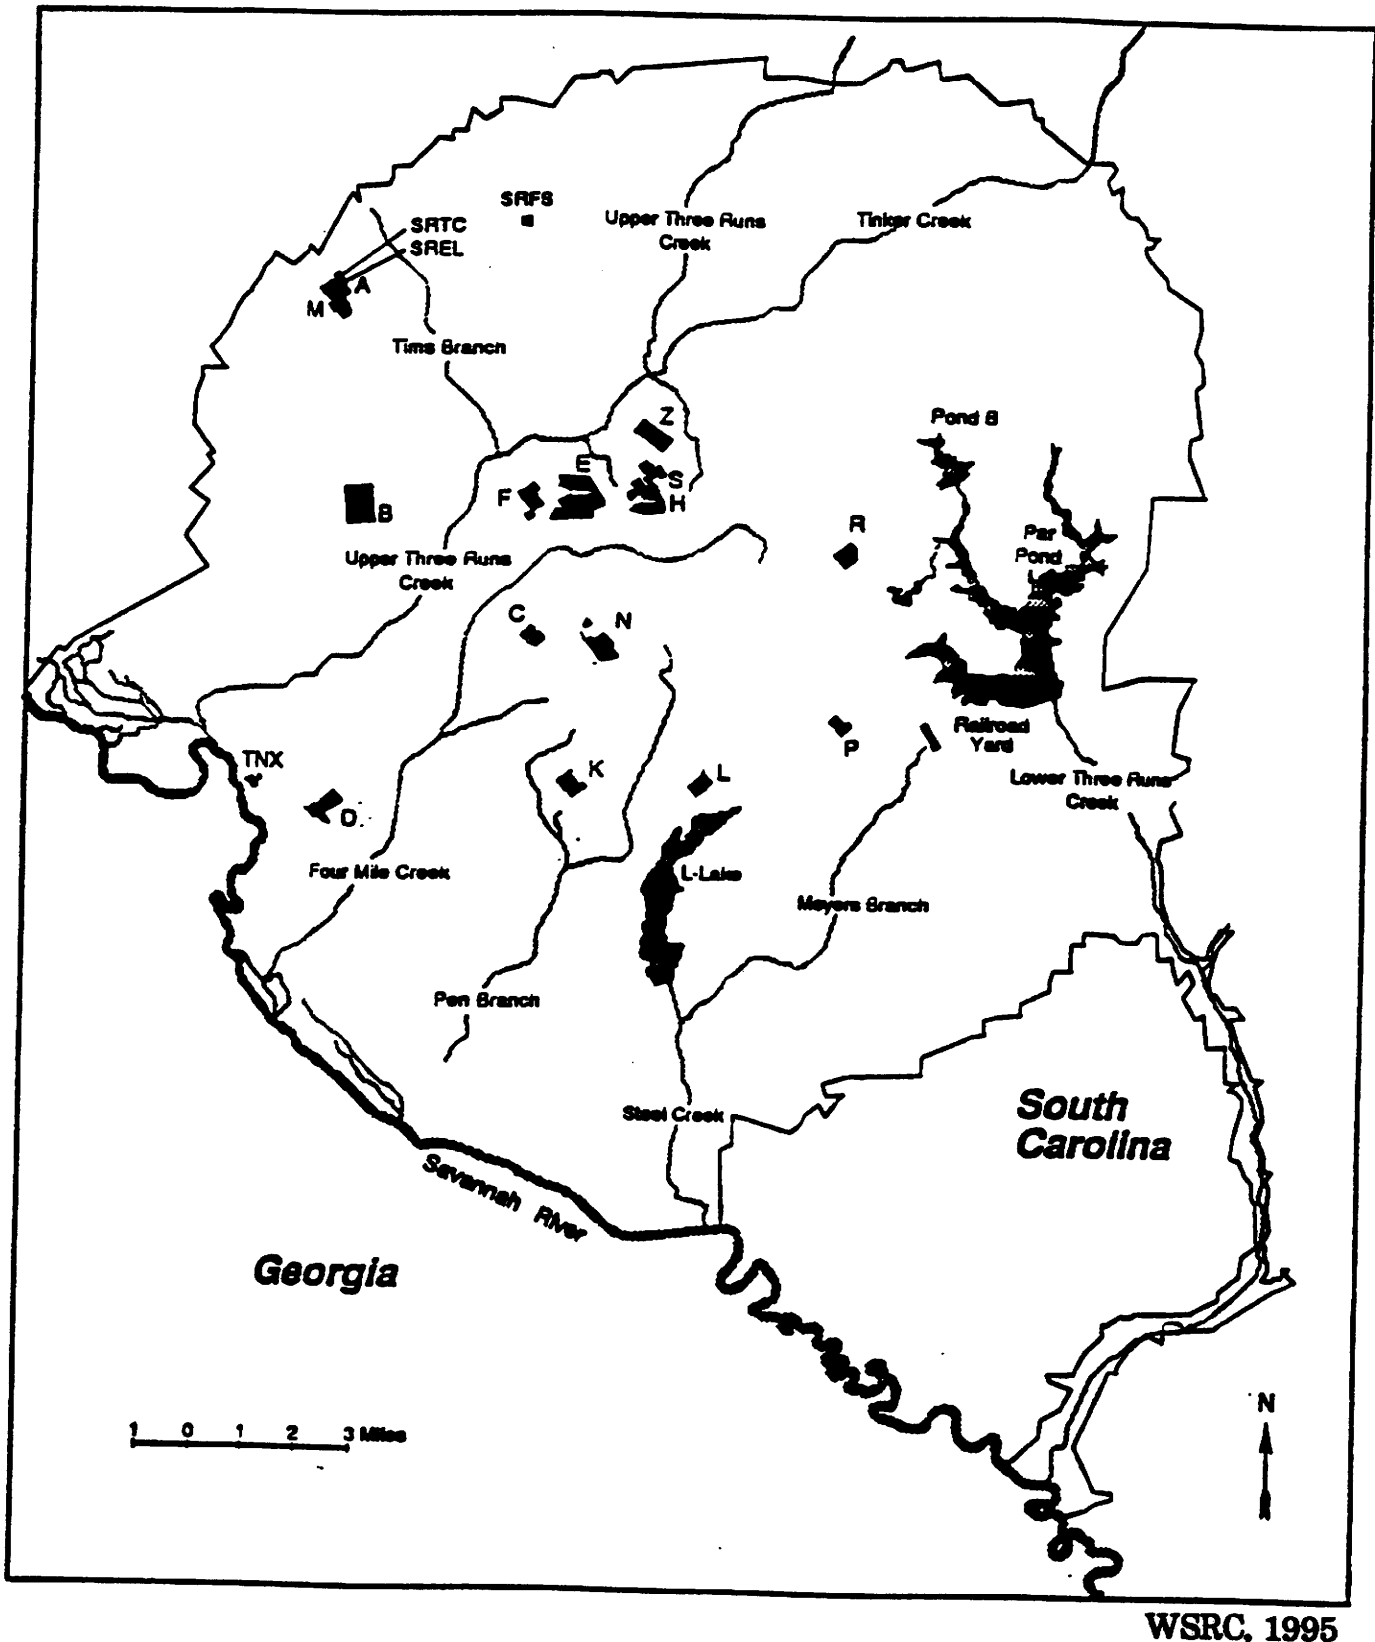 SRFS
SRTC
SREL
Upper Three Runs
Creek
Tinker Creek
A
M
Tims Branch
Z
Pond B
E
S
F
H
B
R
Par
Pond
Upper Three Runs
Creek
C
N
Railroad
Yard
P
TNX
K
L
Lower Three Runs
Creek
D
Four Mile Creek
L-Lake
Meyers Branch
Pen Branch
South
Carolina
Steel Creek
Savannah River
Georgia
N
1 0 1 2 3 Miles
WSRC, 1995